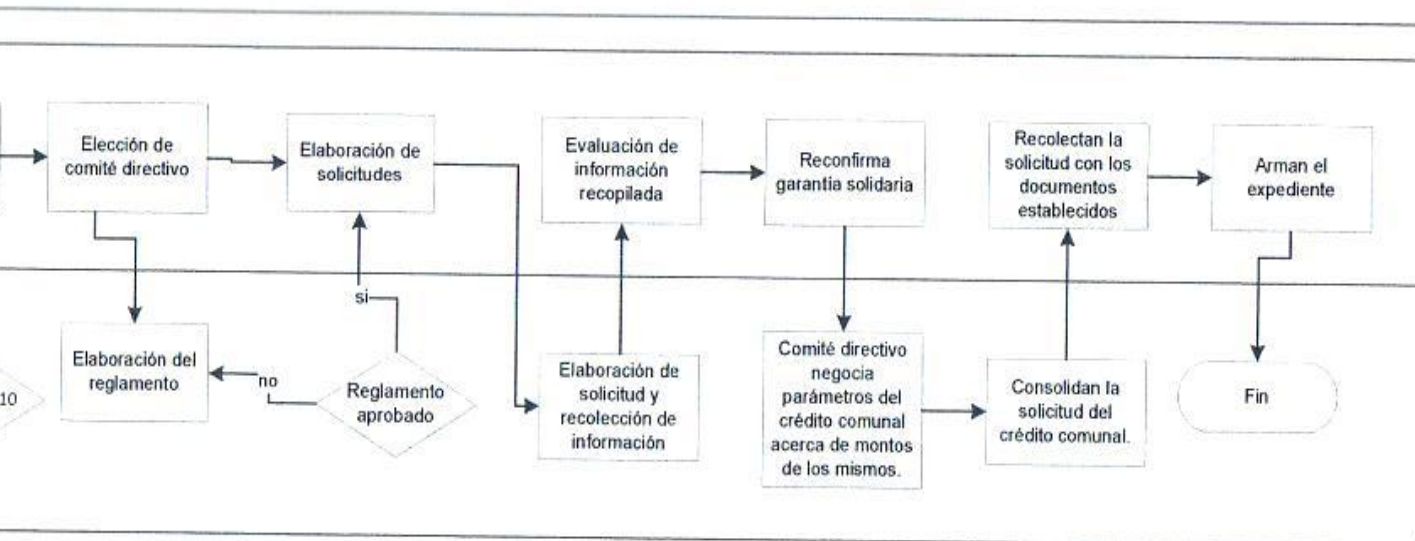 Elección de
comité directivo
Elaboración de
solicitudes
Evaluación de
información
recopilada
Reconfirma
garantía solidaria
Recolectan la
solicitud con los
documentos
establecidos
Arman el
expediente
si
10
Elaboración del
reglamento
no
Reglamento
aprobado
Elaboración de
solicitud y
recolección de
información
Comité directivo
negocia
parámetros del
crédito comunal
acerca de montos
de los mismos.
Consolidan la
solicitud del
crédito comunal.
Fin